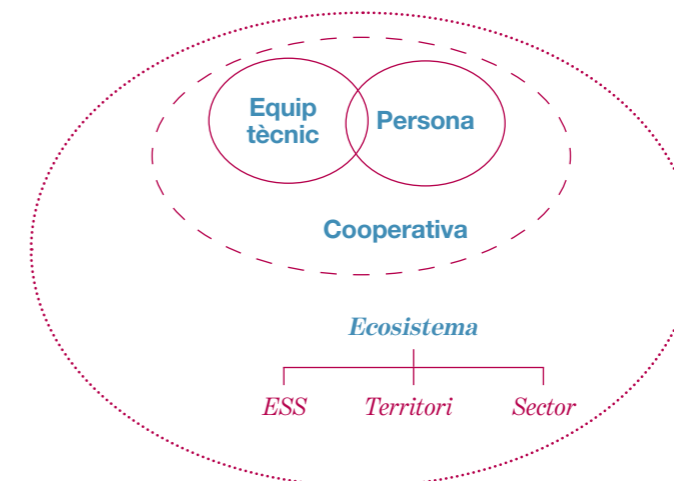 Equip
tècnic
Persona
Cooperativa
Ecosistema
ESS
Territori
Sector